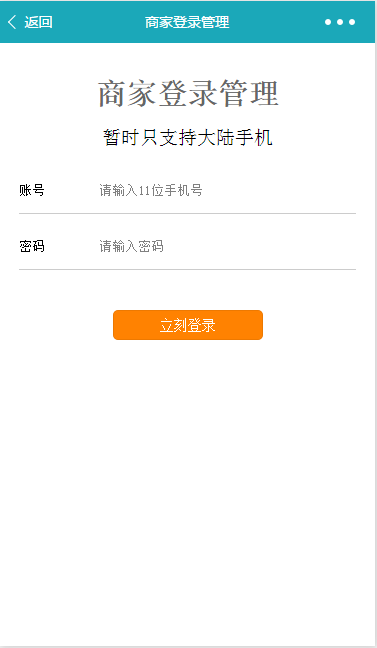 返回 商家登录管理
商家登录管理
暂时只支持大陆手机
账号 请输入11位手机号
密码 请输入密码
立刻登录